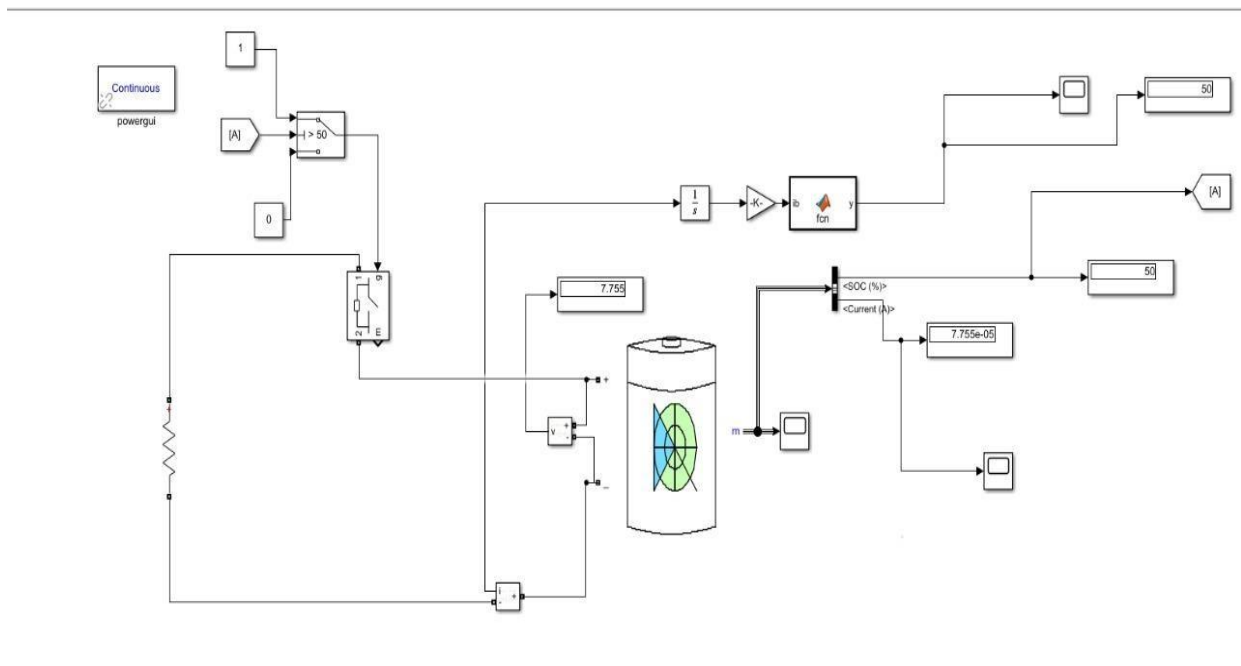 1
Continuous
powergui
[A]
> 50
0
1
g
2
m
7.755
+
v
+
-
_
+
i
-
+
1
s
-K-
ib
y
fcn
50
[A]
<SOC (%)>
50
<Current (A)>
7.755e-05
m